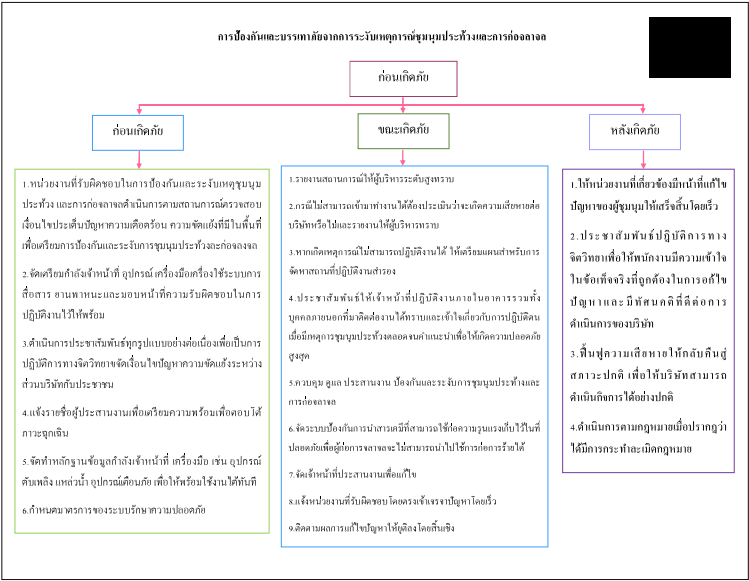 การป้องกันและบรรเทาภัยจากการระงับเหตุการณ์ชุมนุมประท้วงและการก่อจลาจล
ก่อนเกิดภัย
ก่อนเกิดภัย
ขณะเกิดภัย
หลังเกิดภัย
1.หน่วยงานที่รับผิดชอบในการป้องกันและระงับเหตุชุมนุม
ประท้วง และการก่อจลาจลดำเนินการตามสถานการณ์ตรวจสอบ
เงื่อนไขประเด็นปัญหาความเดือดร้อน ความขัดแย้งที่มีในพื้นที่
เพื่อเตรียมการป้องกันและระงับการชุมนุมประท้วงละก่อจลงจล
2.จัดเตรียมกำลังเจ้าหน้าที่ อุปกรณ์ เครื่องมือเครื่องใช้ระบบการ
สื่อสาร ยานพาหนะและมอบหน้าที่ความรับผิดชอบในการ
ปฏิบัติงานไว้ให้พร้อม
3.ดำเนินการประชาสัมพันธ์ทุกรูปแบบอย่างต่อเนื่องเพื่อเป็นการ
ปฏิบัติการทางจิตวิทยาขจัดเงื่อนไขปัญหาความขัดแย้งระหว่าง
ส่วนบริษัทกับประชาชน
4.แจ้งรายชื่อผู้ประสานงานเพื่อเตรียมความพร้อมเพื่อตอบโต้
ภาวะฉุกเฉิน
5.จัดทำหลักฐานข้อมูลกำลังเจ้าหน้าที่ เครื่องมือ เช่น อุปกรณ์
ดับเพลิง แหล่วน้ำ อุปกรณ์เตือนภัย เพื่อให้พร้อมใช้งานได้ทันที
6.กำหนดมาตรการของระบบรักษาความปลอดภัย
1.รายงานสถานการณ์ให้ผู้บริหารระดับสูงทราบ
2.กรณีไม่สามารถเข้ามาทำงานได้ต้องประเมินว่าจะเกิดความเสียหายต่อ
บริษัทหรือไม่และรายงานให้ผู้บริหารทราบ
3.หากเกิดเหตุการณ์ไม่สามารถปฏิบัติงานได้ ให้เตรียมแผนสำหรับการ
จัดหาสถานที่ปฏิบัติงานสำรอง
4.ประชาสัมพันธ์ให้เจ้าหน้าที่ปฏิบัติงานภายในอาคารรวมทั้ง
บุคคลภายนอกที่มาติดต่องานได้ทราบและเข้าใจเกี่ยวกับการปฏิบัติตน
เมื่อมีเหตุการชุมนุมประท้วงตลอดจนคำแนะนำเพื่อให้เกิดความปลอดภัย
สูงสุด
5.ควบคุม ดูแล ประสานงาน ป้องกันและระงับการชุมนุมประท้วงและ
การก่อจลาจล
6.จัดระบบป้องกันการนำสารเคมีที่สามารถใช้ก่อความรุนแรงเก็บไว้ในที่
ปลอดภัยเพื่อผู้ก่อการจลาจลจะไม่สามารถนำไปใช้ก่อการร้ายได้
7.จัดเจ้าหน้าที่ประสานงานเพื่อแก้ไข
8.แจ้งหน่วยงานที่รับผิดชอบโดยตรงเข้าเจรจาปัญหาโดยเร็ว
9.ติดตามผลการแก้ไขปัญหาให้ยุติลงโดยสิ้นเชิง
1.ให้หน่วยงานที่เกี่ยวข้องมีหน้าที่แก้ไข
ปัญหาของผู้ชุมนุมให้เสร็จสิ้นโดยเร็ว
2.ประชาสัมพันธ์ปฏิบัติการทาง
จิตวิทยาเพื่อให้พนักงานมีความเข้าใจ
ในข้อเท็จจริงที่ถูกต้องในการอกไข
ปัญหาและมีทัศนคติที่ดีต่อการ
ดำเนินการของบริษัท
3.ฟื้นฟูความเสียหายให้กลับคืนสู่
สภาวะปกติ เพื่อให้บริษัทสามารถ
ดำเนินกิจการได้อย่างปกติ
4.ดำเนินการตามกฎหมายเมื่อปรากฎว่า
ได้มีการกระทำละเมิดกฎหมาย